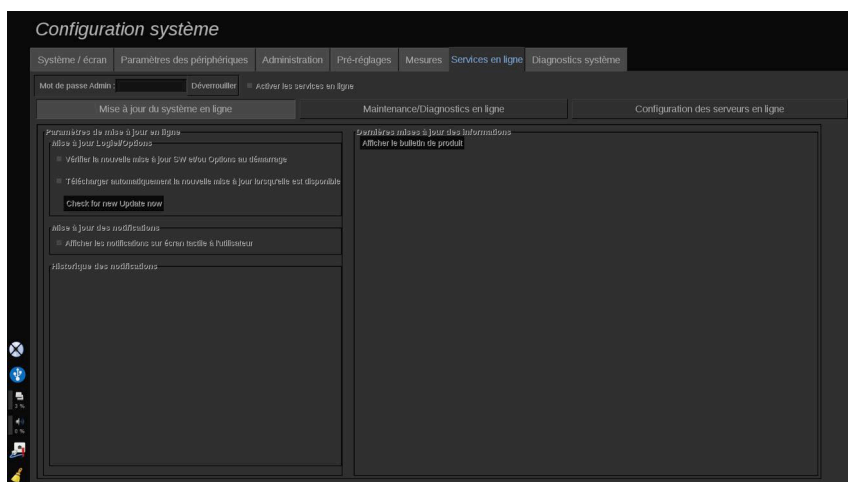 Configuration système
Système / écran Paramètres des périphériques Administration Pré-réglages Mesures Services en ligne Diagnostics système
Mot de passe Admin : Déverrouiller Activer les services en ligne
Mise à jour du système en ligne Maintenance/Diagnostics en ligne Configuration des serveurs en ligne
Paramètres de mise à jour en ligne
Mise à jour Logiel/Options
Vérifier la nouvelle mise à jour SW et/ou Options au démarrage
Télécharger automatiquement la nouvelle mise à jour lorsqu'elle est disponible
Check for new Update now
Mise à jour des notifications
Afficher les notifications sur écran tactile à l'utilisateur
Historique des notifications
Dernières mises à jour des informations
Afficher le bulletin de produit
3 %
0 %